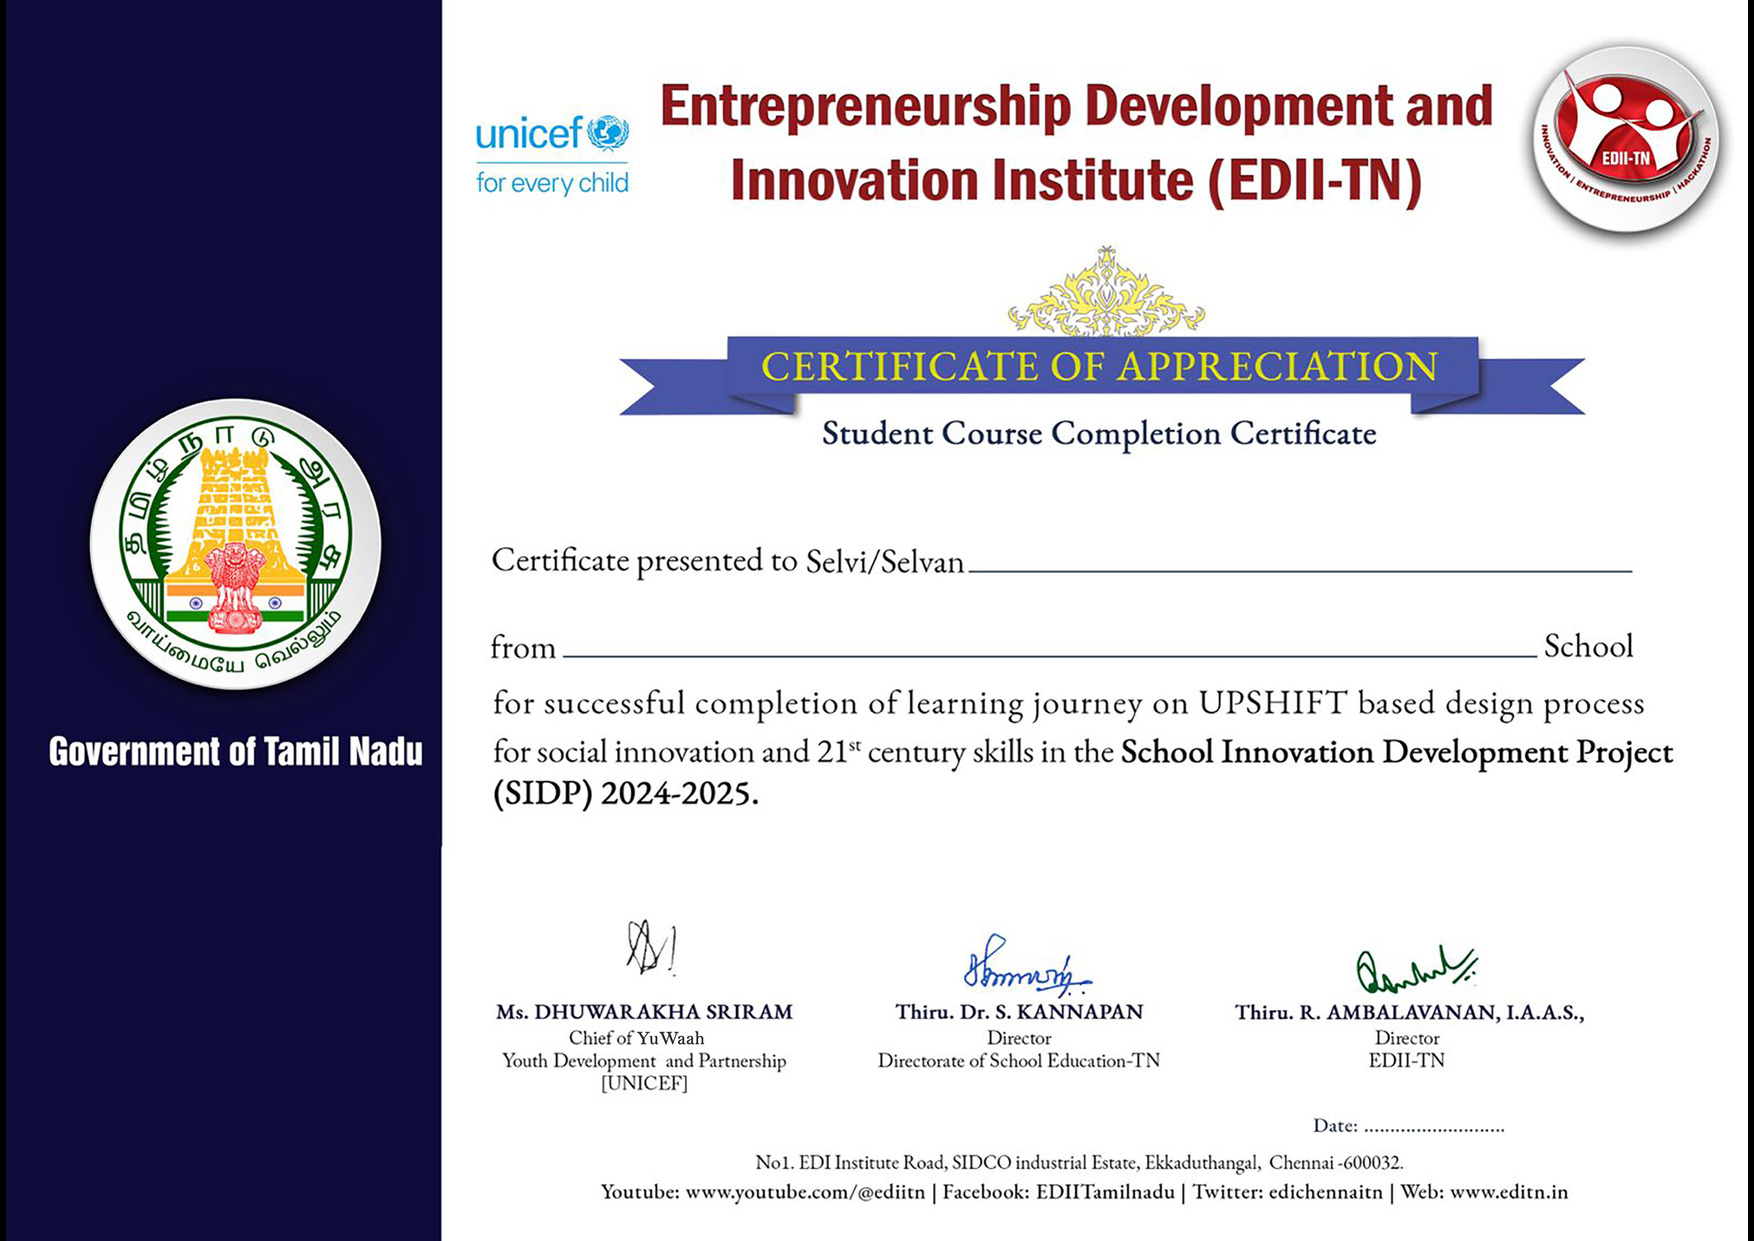 unicef
for every child
Entrepreneurship Development and
Innovation Institute (EDII-TN)
EDII-TN
INNOVATION | ENTREPRENEURSHIP | HACKATHON
CERTIFICATE OF APPRECIATION
Student Course Completion Certificate
தமிழ்நாடு அரசு
வாய்மையே வெல்லும்
Government of Tamil Nadu
Certificate presented to Selvi/Selvan
from School
for successful completion of learning journey on UPSHIFT based design process
for social innovation and 21st century skills in the School Innovation Development Project
(SIDP) 2024-2025.
Ms. DHUWARAKHA SRIRAM
Chief of YuWaah
Youth Development and Partnership
[UNICEF]
Thiru. Dr. S. KANNAPAN
Director
Directorate of School Education-TN
Thiru. R. AMBALAVANAN, I.A.A.S.,
Director
EDII-TN
Date: ...........................
No1. EDI Institute Road, SIDCO industrial Estate, Ekkaduthangal, Chennai -600032.
Youtube: www.youtube.com/@ediitn | Facebook: EDIITamilnadu | Twitter: edichennaitn | Web: www.editn.in